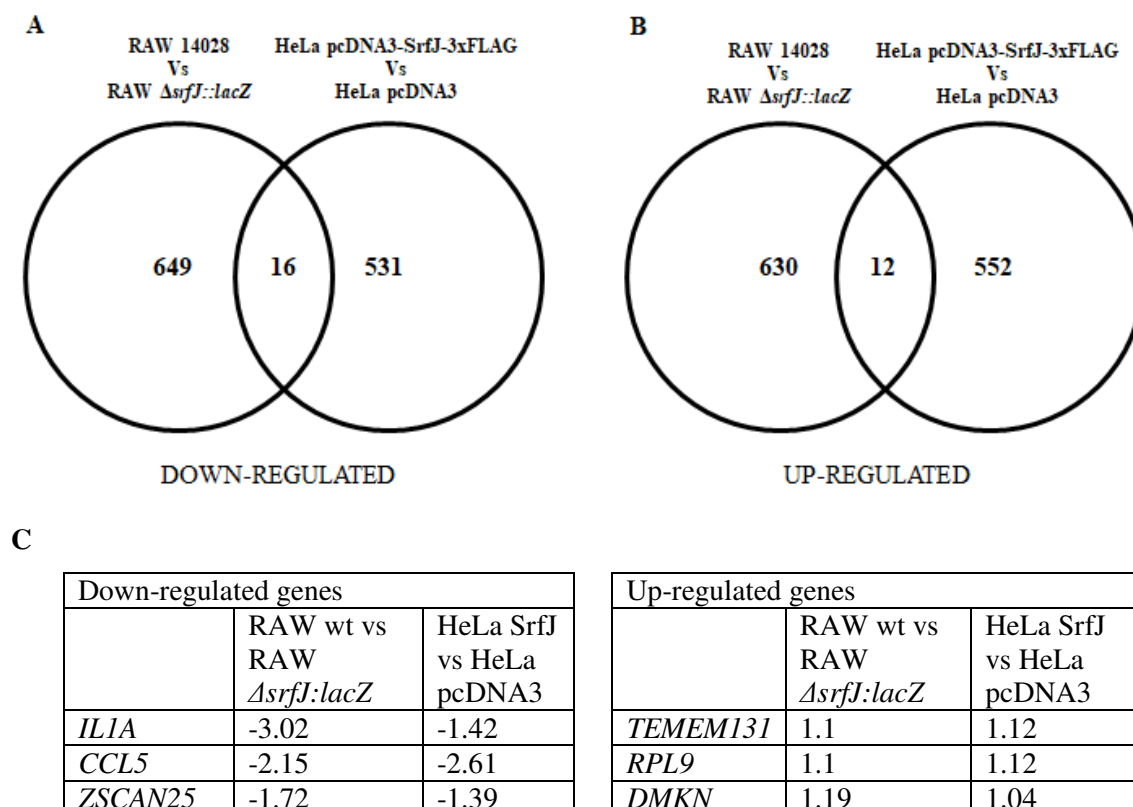 A
RAW 14028
Vs
RAW ΔsrfJ::lacZ
HeLa pcDNA3-SrfJ-3xFLAG
Vs
HeLa pcDNA3
649
16
531
DOWN-REGULATED
B
RAW 14028
Vs
RAW ΔsrfJ::lacZ
HeLa pcDNA3-SrfJ-3xFLAG
Vs
HeLa pcDNA3
630
12
552
UP-REGULATED
C
Down-regulated genes
RAW wt vs
RAW
ΔsrfJ:lacZ
HeLa SrfJ
vs HeLa
pcDNA3
IL1A -3.02 -1.42
CCL5 -2.15 -2.61
ZSCAN25 -1.72 -1.39
Up-regulated genes
RAW wt vs
RAW
ΔsrfJ:lacZ
HeLa SrfJ
vs HeLa
pcDNA3
TEMEM131 1.1 1.12
RPL9 1.1 1.12
DMKN 1.19 1.04